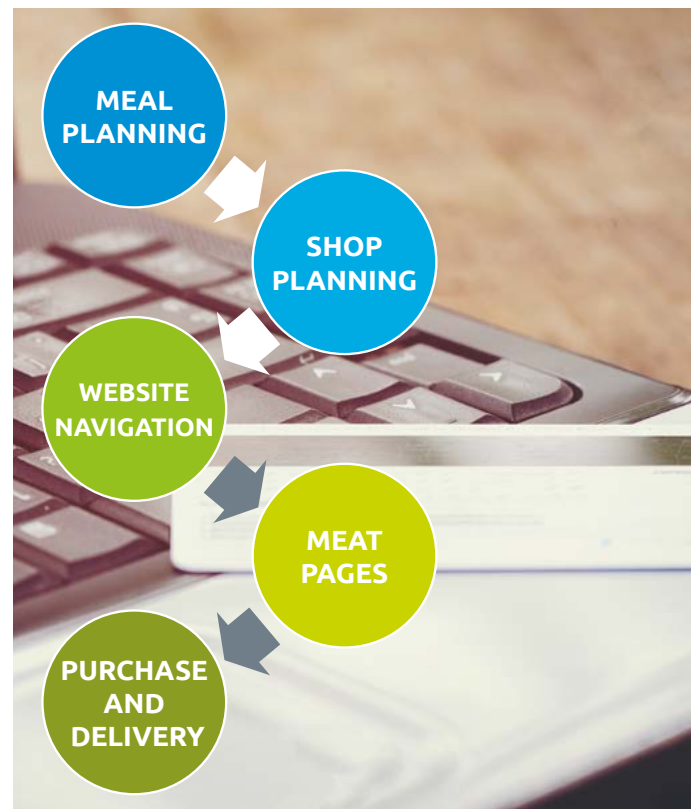 MEAL
PLANNING
SHOP
PLANNING
WEBSITE
NAVIGATION
MEAT
PAGES
PURCHASE
AND
DELIVERY